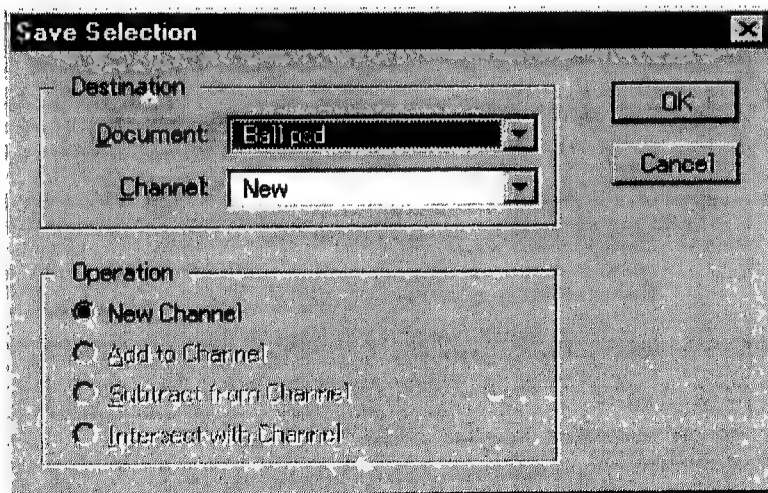 Save Selection
Destination
Document: Ball.psd
OK
Channel: New
Cancel
Operation
New Channel
Add to Channel
Subtract from Channel
Intersect with Channel